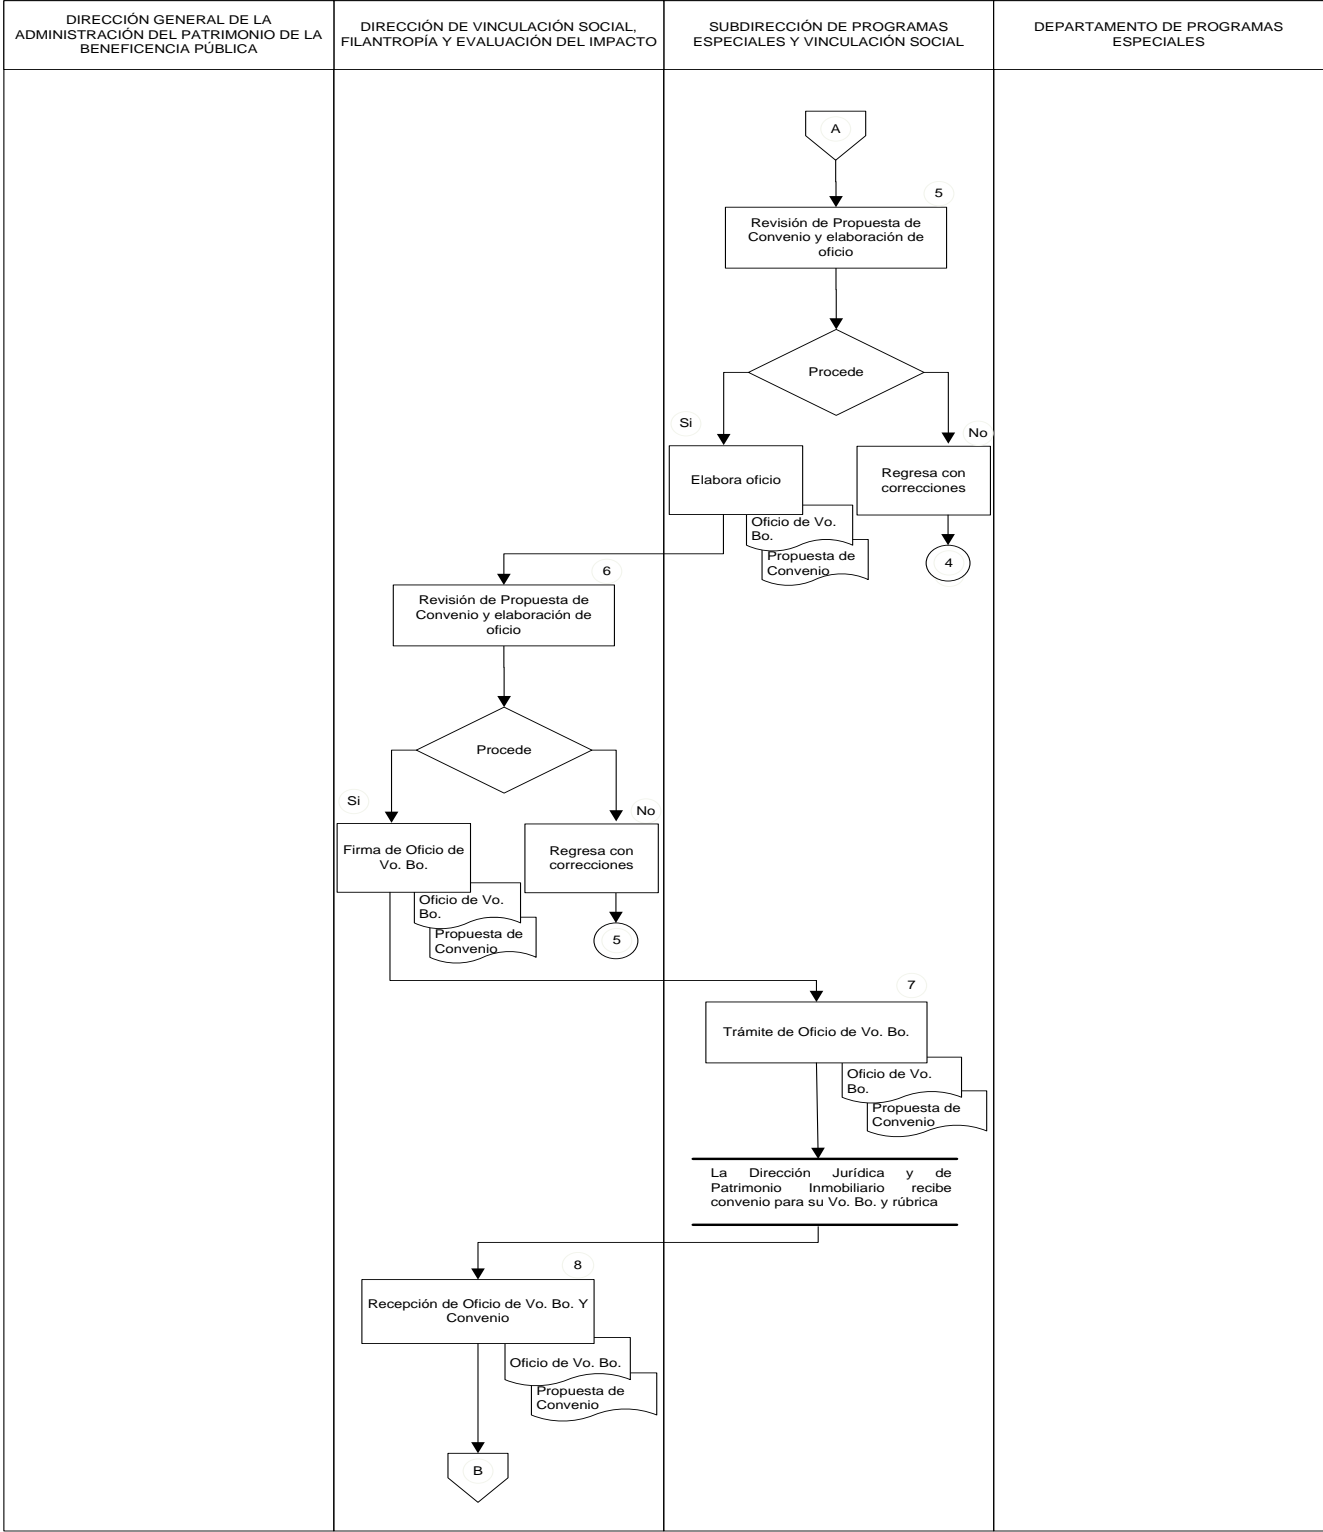 DIRECCIÓN GENERAL DE LA
ADMINISTRACIÓN DEL PATRIMONIO DE LA
BENEFICENCIA PÚBLICA
DIRECCIÓN DE VINCULACIÓN SOCIAL,
FILANTROPÍA Y EVALUACIÓN DEL IMPACTO
SUBDIRECCIÓN DE PROGRAMAS
ESPECIALES Y VINCULACIÓN SOCIAL
DEPARTAMENTO DE PROGRAMAS
ESPECIALES
A
5
Revisión de Propuesta de
Convenio y elaboración de
oficio
Procede
Si
No
Elabora oficio
Regresa con
correcciones
Oficio de Vo.
Bo.
Propuesta de
Convenio
4
6
Revisión de Propuesta de
Convenio y elaboración de
oficio
Procede
Si
No
Firma de Oficio de
Vo. Bo.
Regresa con
correcciones
Oficio de Vo.
Bo.
Propuesta de
Convenio
5
7
Trámite de Oficio de Vo. Bo.
Oficio de Vo.
Bo.
Propuesta de
Convenio
La Dirección Jurídica y de
Patrimonio Inmobiliario recibe
convenio para su Vo. Bo. y rúbrica
8
Recepción de Oficio de Vo. Bo. Y
Convenio
Oficio de Vo. Bo.
Propuesta de
Convenio
B